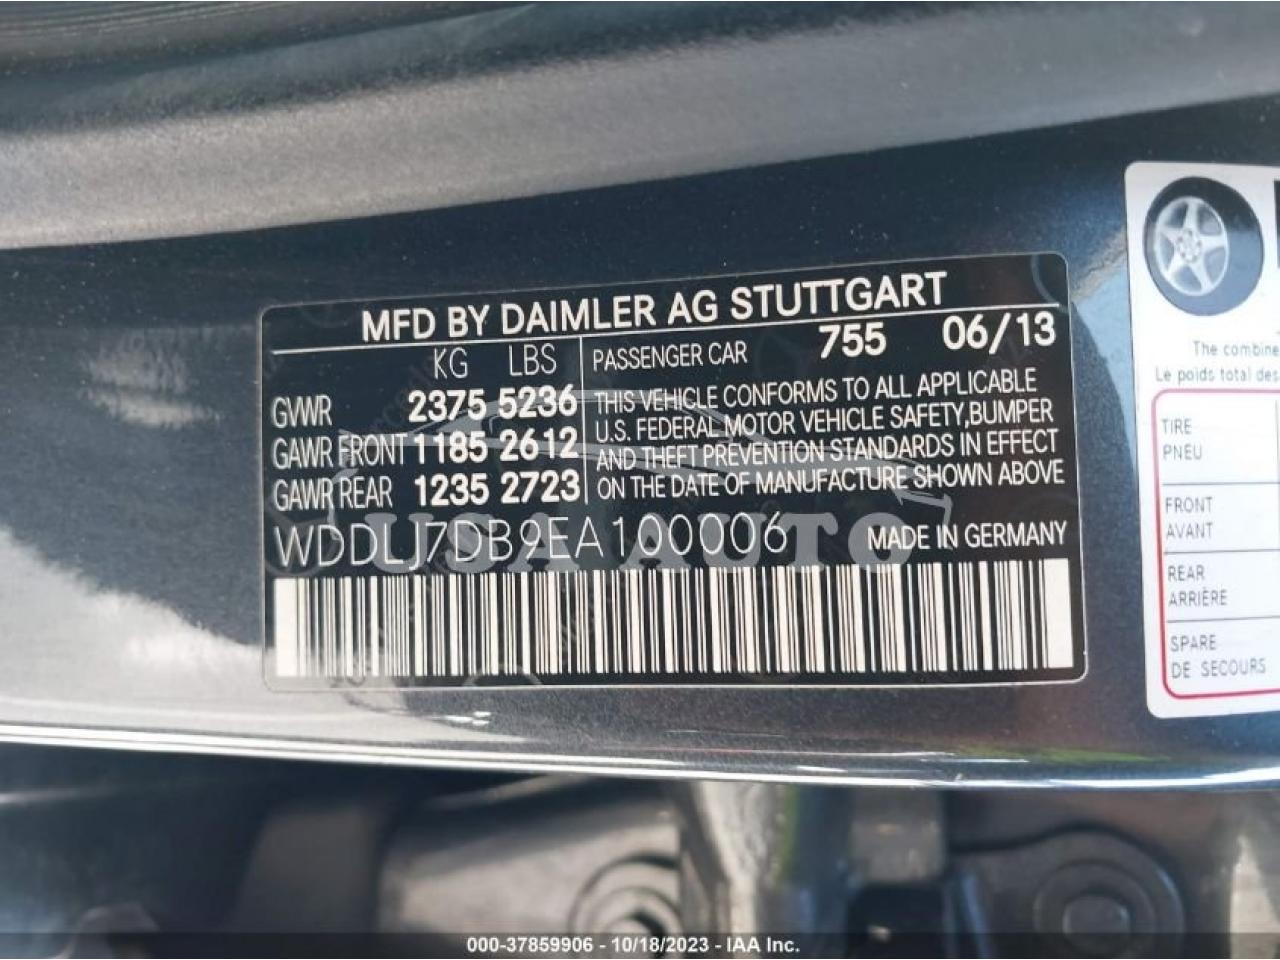 MFD BY DAIMLER AG STUTTGART
KG LBS
PASSENGER CAR 755 06/13
GVWR 2375 5236
GAWR FRONT 1185 2612
GAWR REAR 1235 2723
THIS VEHICLE CONFORMS TO ALL APPLICABLE
U.S. FEDERAL MOTOR VEHICLE SAFETY,BUMPER
AND THEFT PREVENTION STANDARDS IN EFFECT
ON THE DATE OF MANUFACTURE SHOWN ABOVE
WDDLJ7DB9EA100006 MADE IN GERMANY
USA AUTO
The combine
Le poids total des
TIRE
PNEU
FRONT
AVANT
REAR
ARRIÈRE
SPARE
DE SECOURS
000-37859906 - 10/18/2023 - IAA Inc.